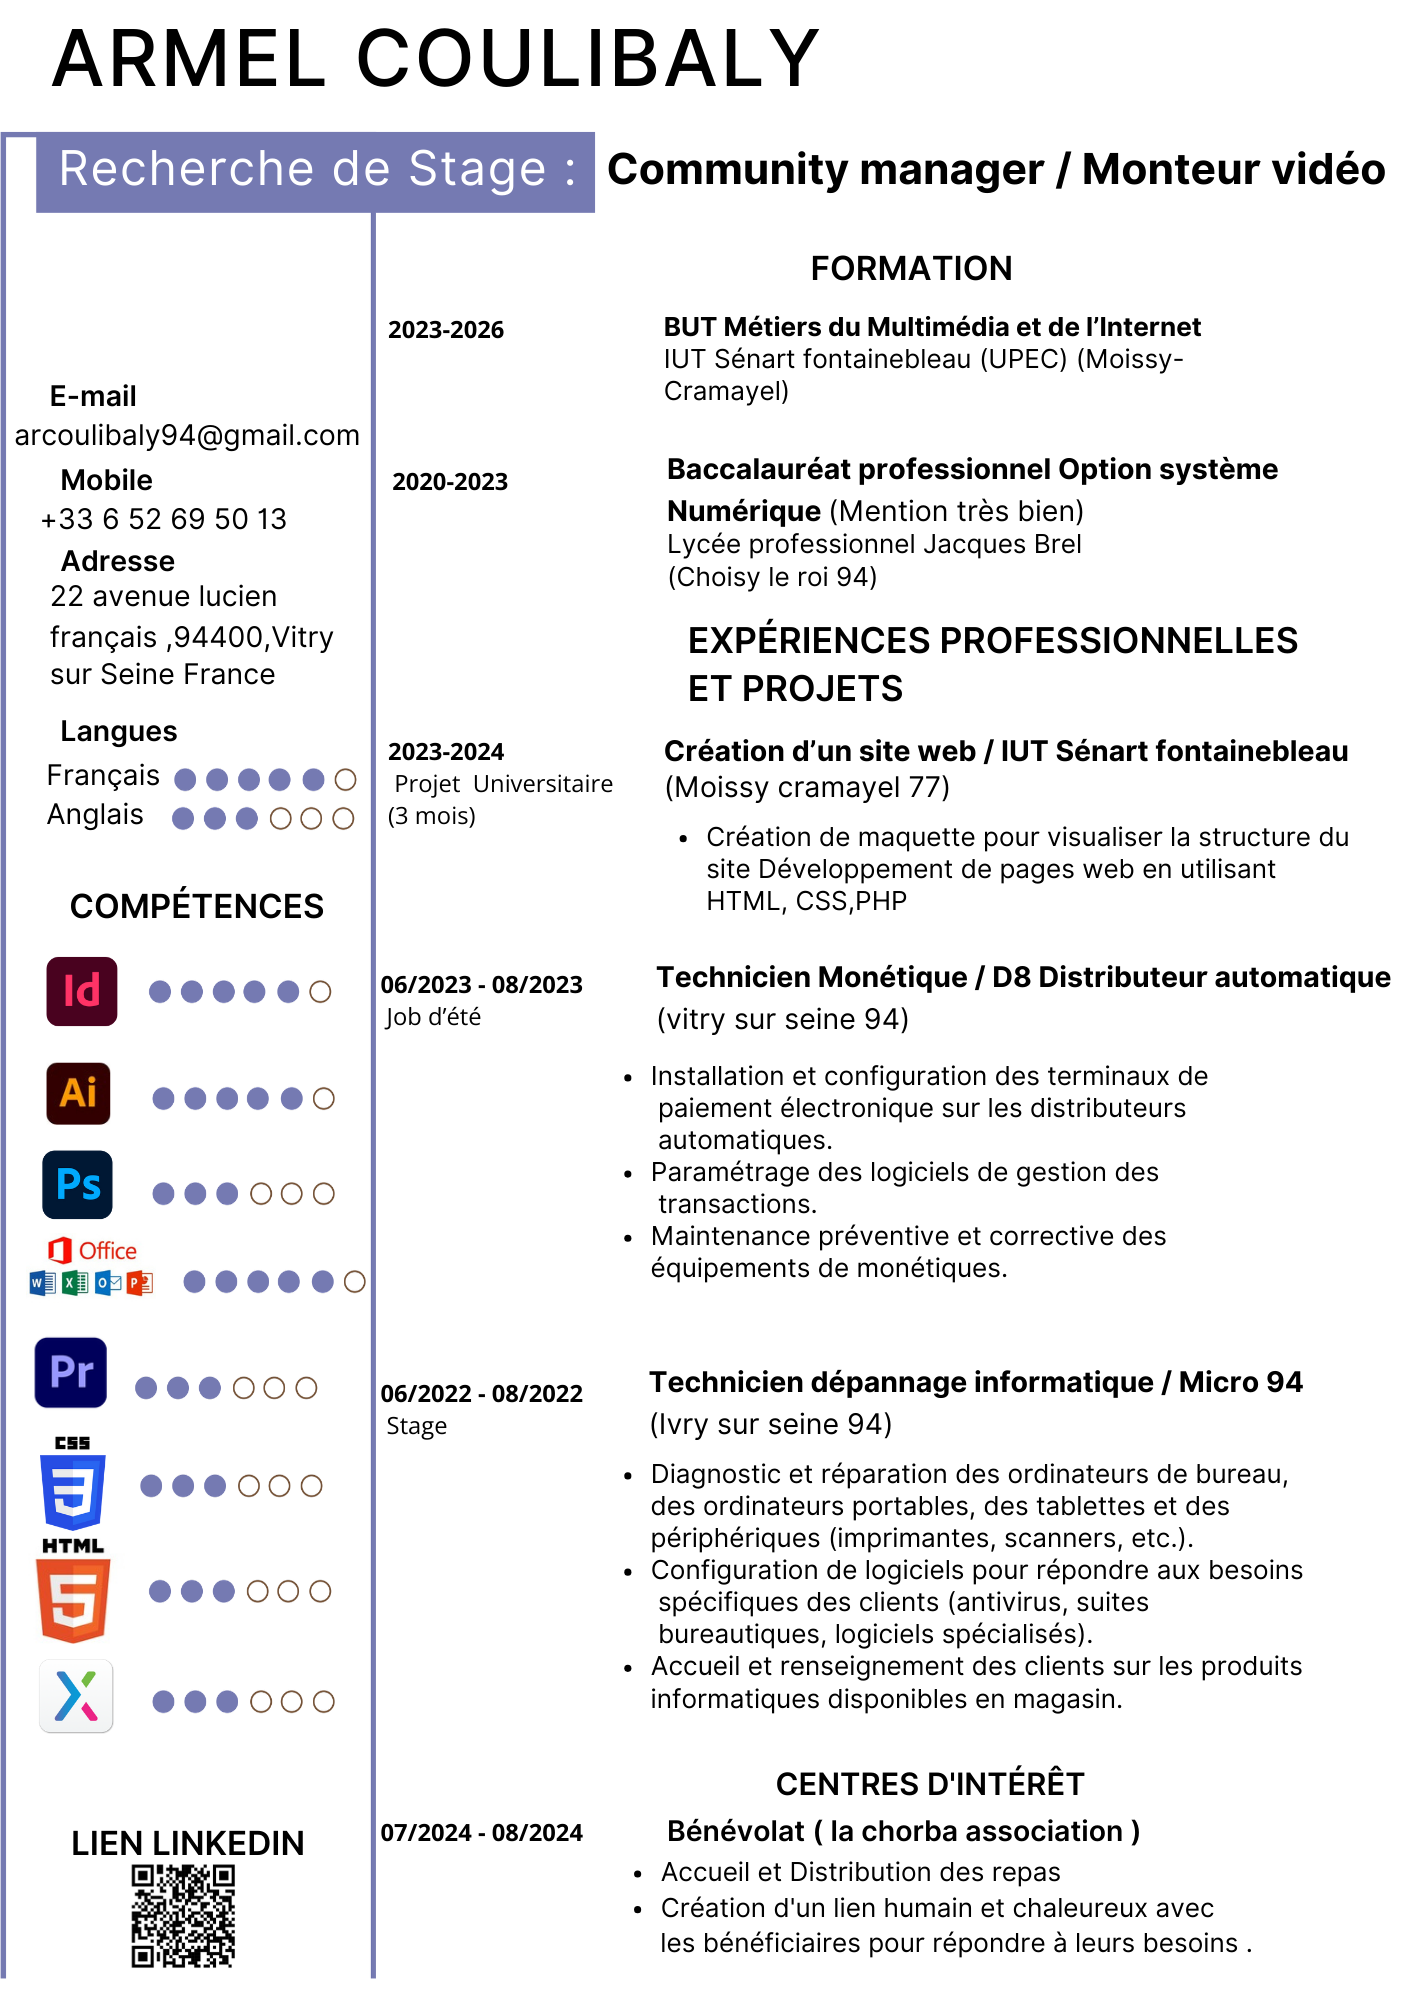 ARMEL COULIBALY
Recherche de Stage : Community manager / Monteur vidéo
E-mail
arcoulibaly94@gmail.com
Mobile
+33 6 52 69 50 13
Adresse
22 avenue lucien
français ,94400,Vitry
sur Seine France
Langues
Français
Anglais
COMPÉTENCES
Id
Ai
Ps
Office
W X O P
Pr
CSS
3
HTML
5
X
LIEN LINKEDIN
FORMATION
2023-2026
BUT Métiers du Multimédia et de l’Internet
IUT Sénart fontainebleau (UPEC) (Moissy-
Cramayel)
2020-2023
Baccalauréat professionnel Option système
Numérique (Mention très bien)
Lycée professionnel Jacques Brel
(Choisy le roi 94)
EXPÉRIENCES PROFESSIONNELLES
ET PROJETS
2023-2024
Projet Universitaire
(3 mois)
Création d’un site web / IUT Sénart fontainebleau
(Moissy cramayel 77)
• Création de maquette pour visualiser la structure du
site Développement de pages web en utilisant
HTML, CSS,PHP
06/2023 - 08/2023
Job d’été
Technicien Monétique / D8 Distributeur automatique
(vitry sur seine 94)
• Installation et configuration des terminaux de
paiement électronique sur les distributeurs
automatiques.
• Paramétrage des logiciels de gestion des
transactions.
• Maintenance préventive et corrective des
équipements de monétiques.
06/2022 - 08/2022
Stage
Technicien dépannage informatique / Micro 94
(Ivry sur seine 94)
• Diagnostic et réparation des ordinateurs de bureau,
des ordinateurs portables, des tablettes et des
périphériques (imprimantes, scanners, etc.).
• Configuration de logiciels pour répondre aux besoins
spécifiques des clients (antivirus, suites
bureautiques, logiciels spécialisés).
• Accueil et renseignement des clients sur les produits
informatiques disponibles en magasin.
CENTRES D'INTÉRÊT
07/2024 - 08/2024
Bénévolat ( la chorba association )
• Accueil et Distribution des repas
• Création d'un lien humain et chaleureux avec
les bénéficiaires pour répondre à leurs besoins .